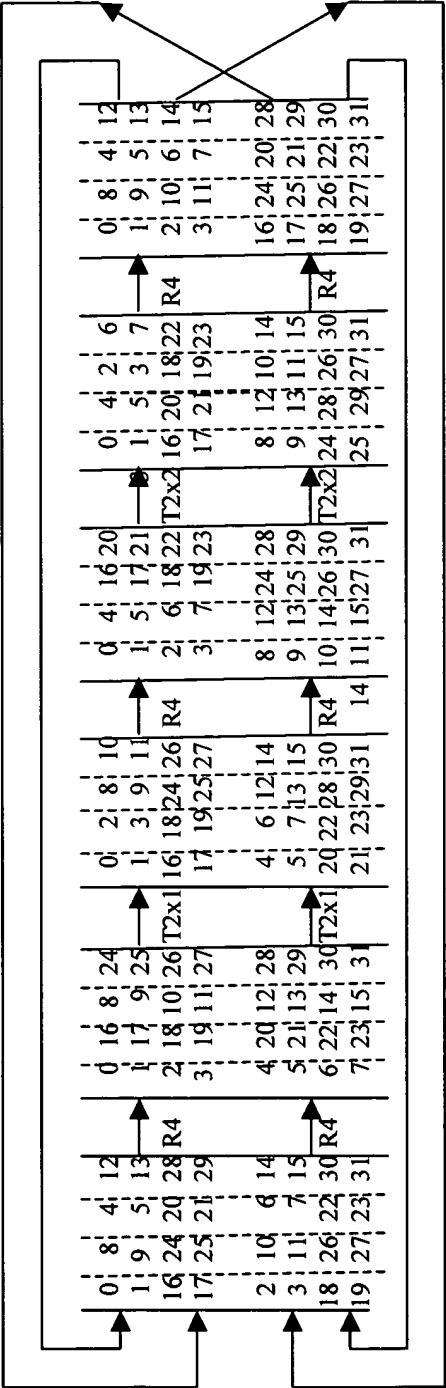 0 8 4 12 0 16 8 24 0 2 8 10 0 4 16 20 0 4 2 6 0 8 4 12
1 9 5 13 1 17 9 25 1 3 9 11 1 5 17 21 1 5 3 7 1 9 5 13
16 24 20 28 R4 2 18 10 26 T2x1 16 18 24 26 R4 2 6 18 22 T2x2 16 20 18 22 R4 2 10 6 14
17 25 21 29 3 19 11 27 17 19 25 27 3 7 19 23 17 21 19 23 3 11 7 15
2 10 6 14 4 20 12 28 4 6 12 14 8 12 24 28 8 12 10 14 16 24 20 28
3 11 7 15 5 21 13 29 5 7 13 15 9 13 25 29 9 13 11 15 17 25 21 29
18 26 22 30 R4 6 22 14 30 T2x1 20 22 28 30 R4 10 14 26 30 T2x2 24 28 26 30 R4 18 26 22 30
19 27 23 31 7 23 15 31 21 23 29 31 14 11 15 27 31 25 29 27 31 19 27 23 31